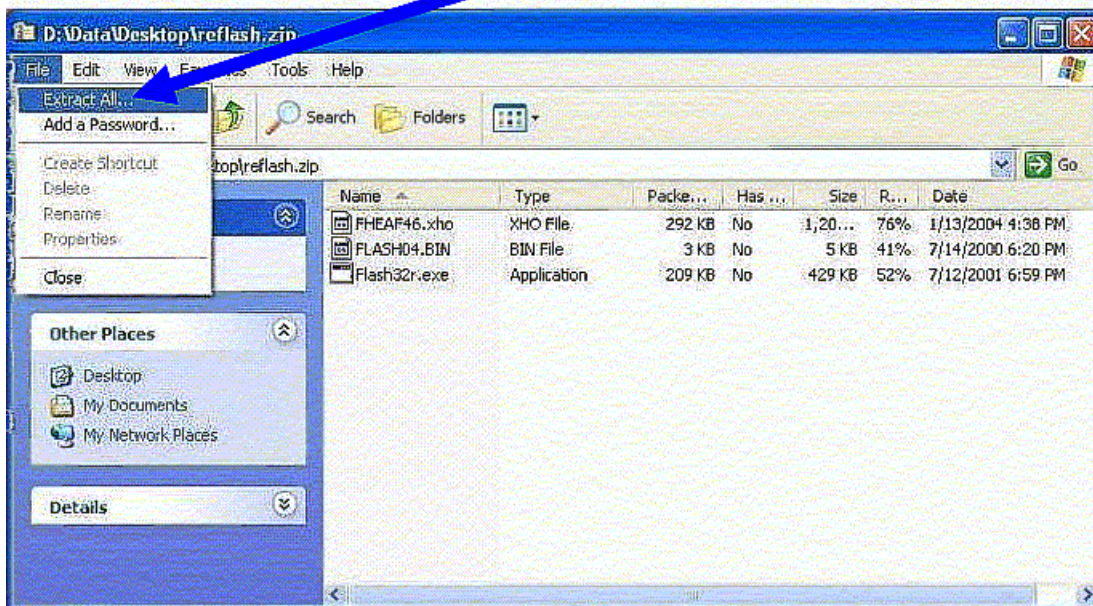 D:\Data\Desktop\reflash.zip
File Edit View Tools Help
Extract All...
Add a Password...
Search Folders
Create Shortcut
top\reflash.zip Go
Delete
Rename
Properties
Close
Name Type Packe... Has ... Size R... Date
FHEAF46.xho XHO File 292 KB No 1,20... 76% 1/13/2004 4:38 PM
FLASH04.BIN BIN File 3 KB No 5 KB 41% 7/14/2000 6:20 PM
Flash32r.exe Application 209 KB No 429 KB 52% 7/12/2001 6:59 PM
Other Places
Desktop
My Documents
My Network Places
Details